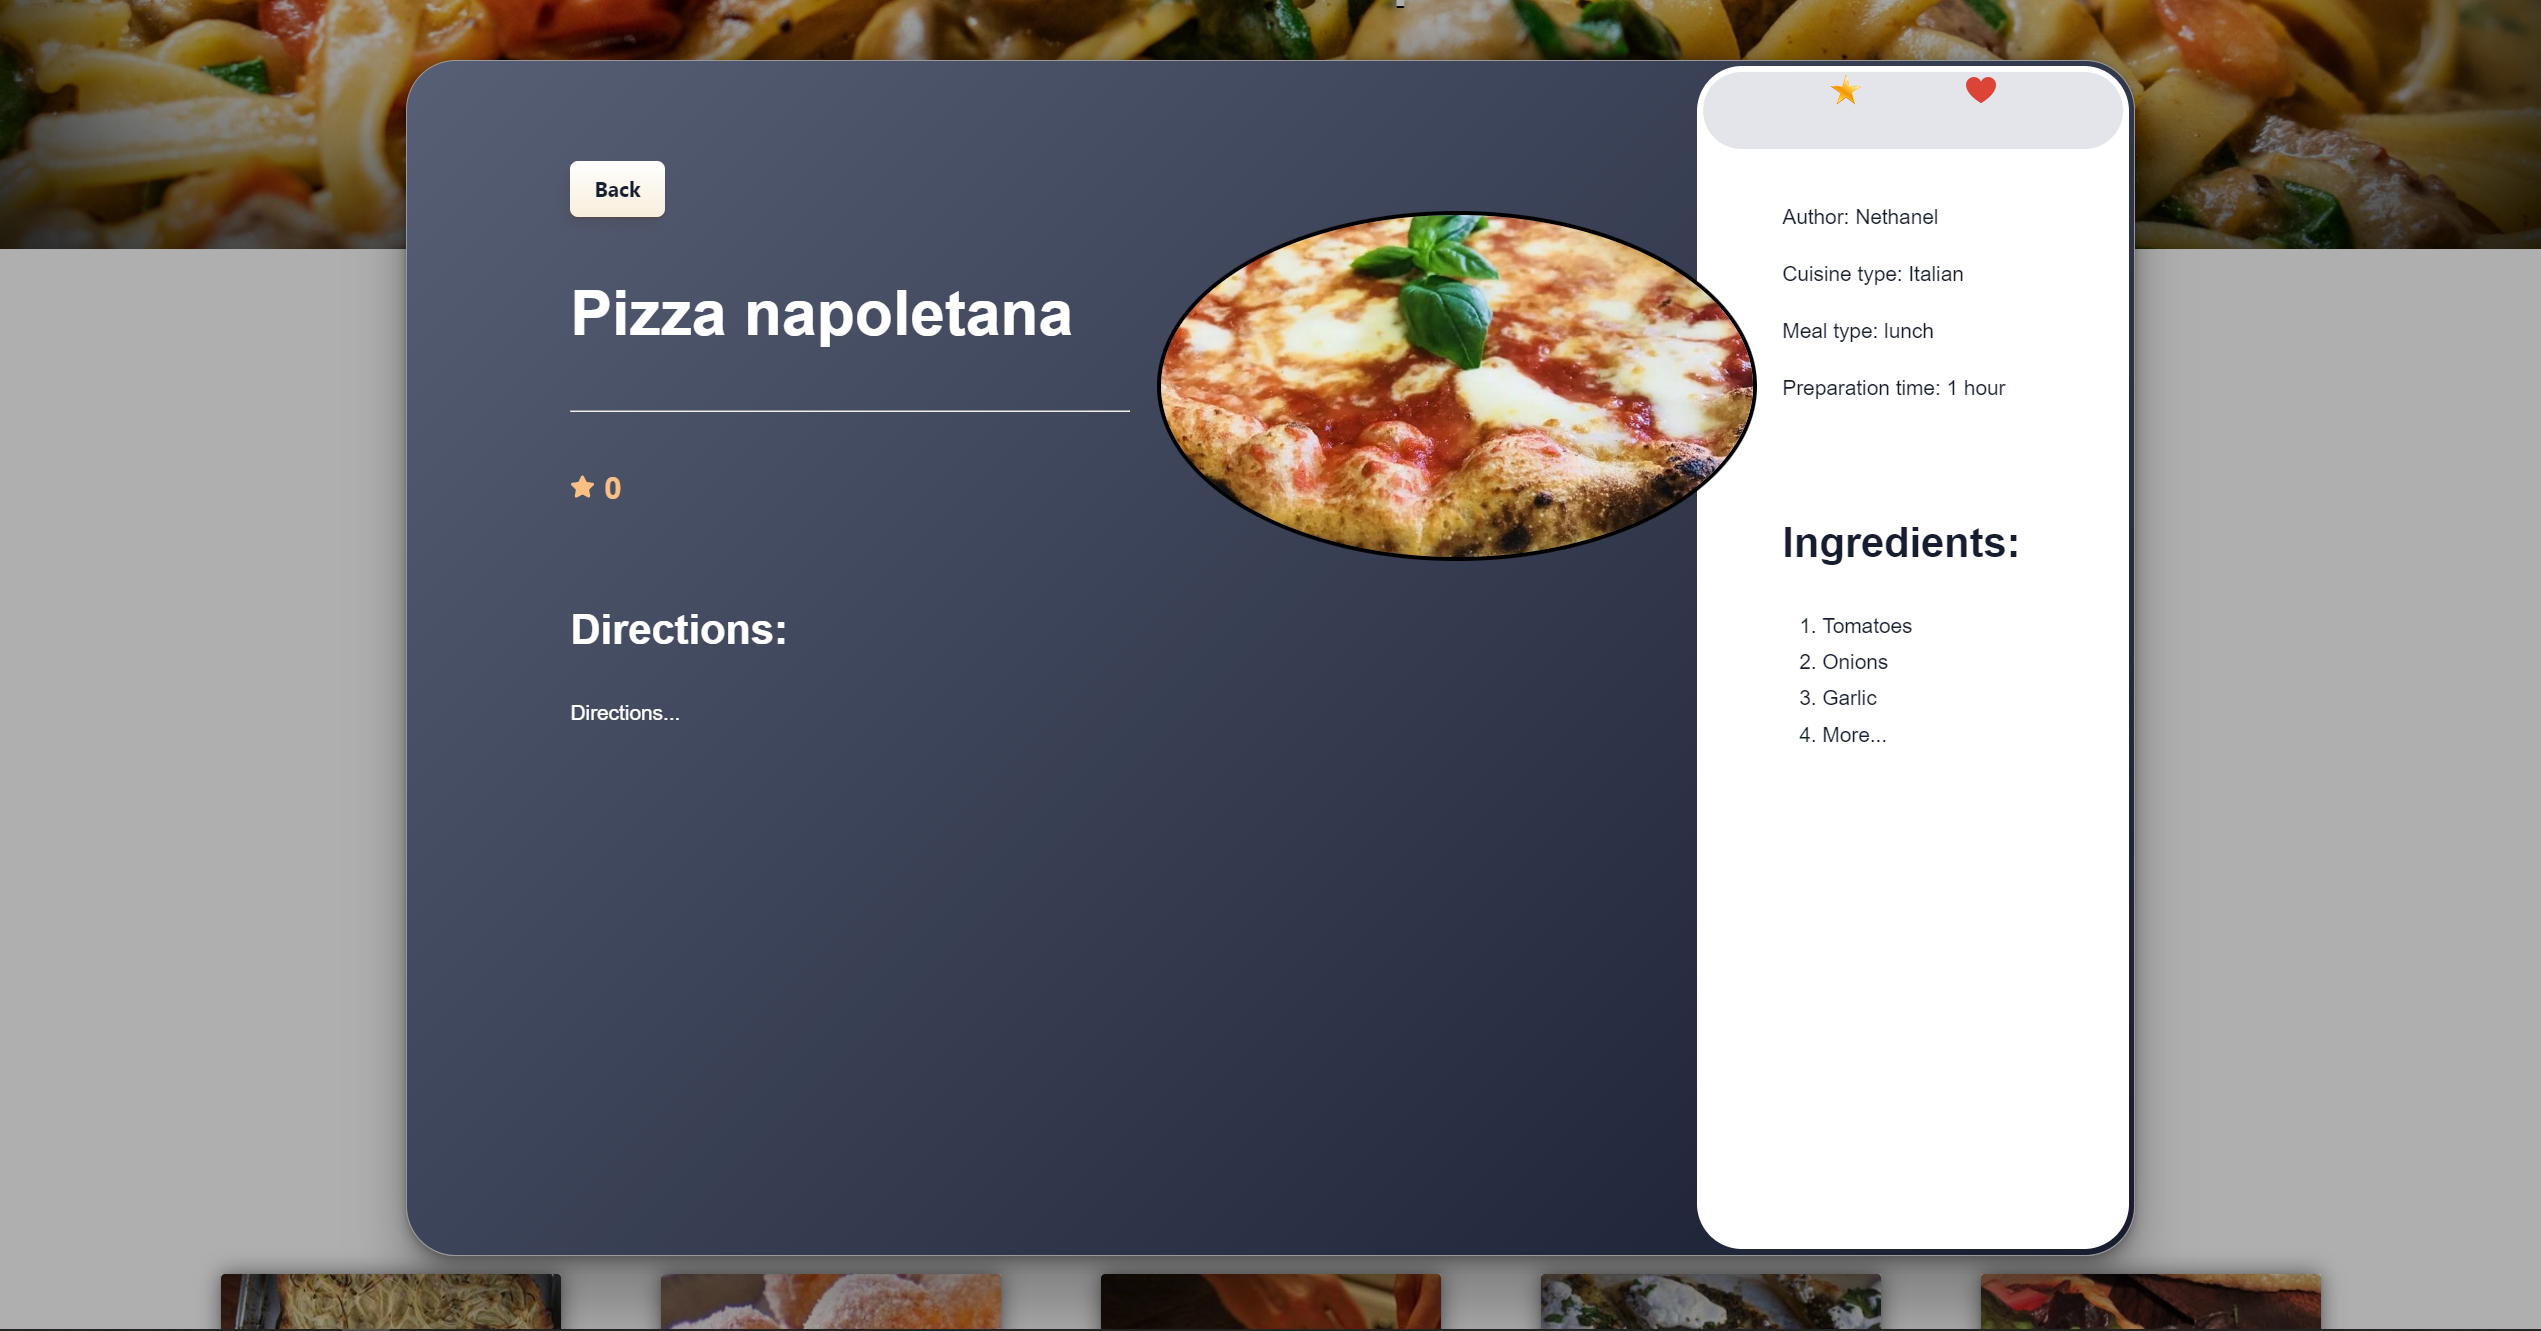 Back
Pizza napoletana
0
Directions:
Directions...
Author: Nethanel
Cuisine type: Italian
Meal type: lunch
Preparation time: 1 hour
Ingredients:
1. Tomatoes
2. Onions
3. Garlic
4. More...